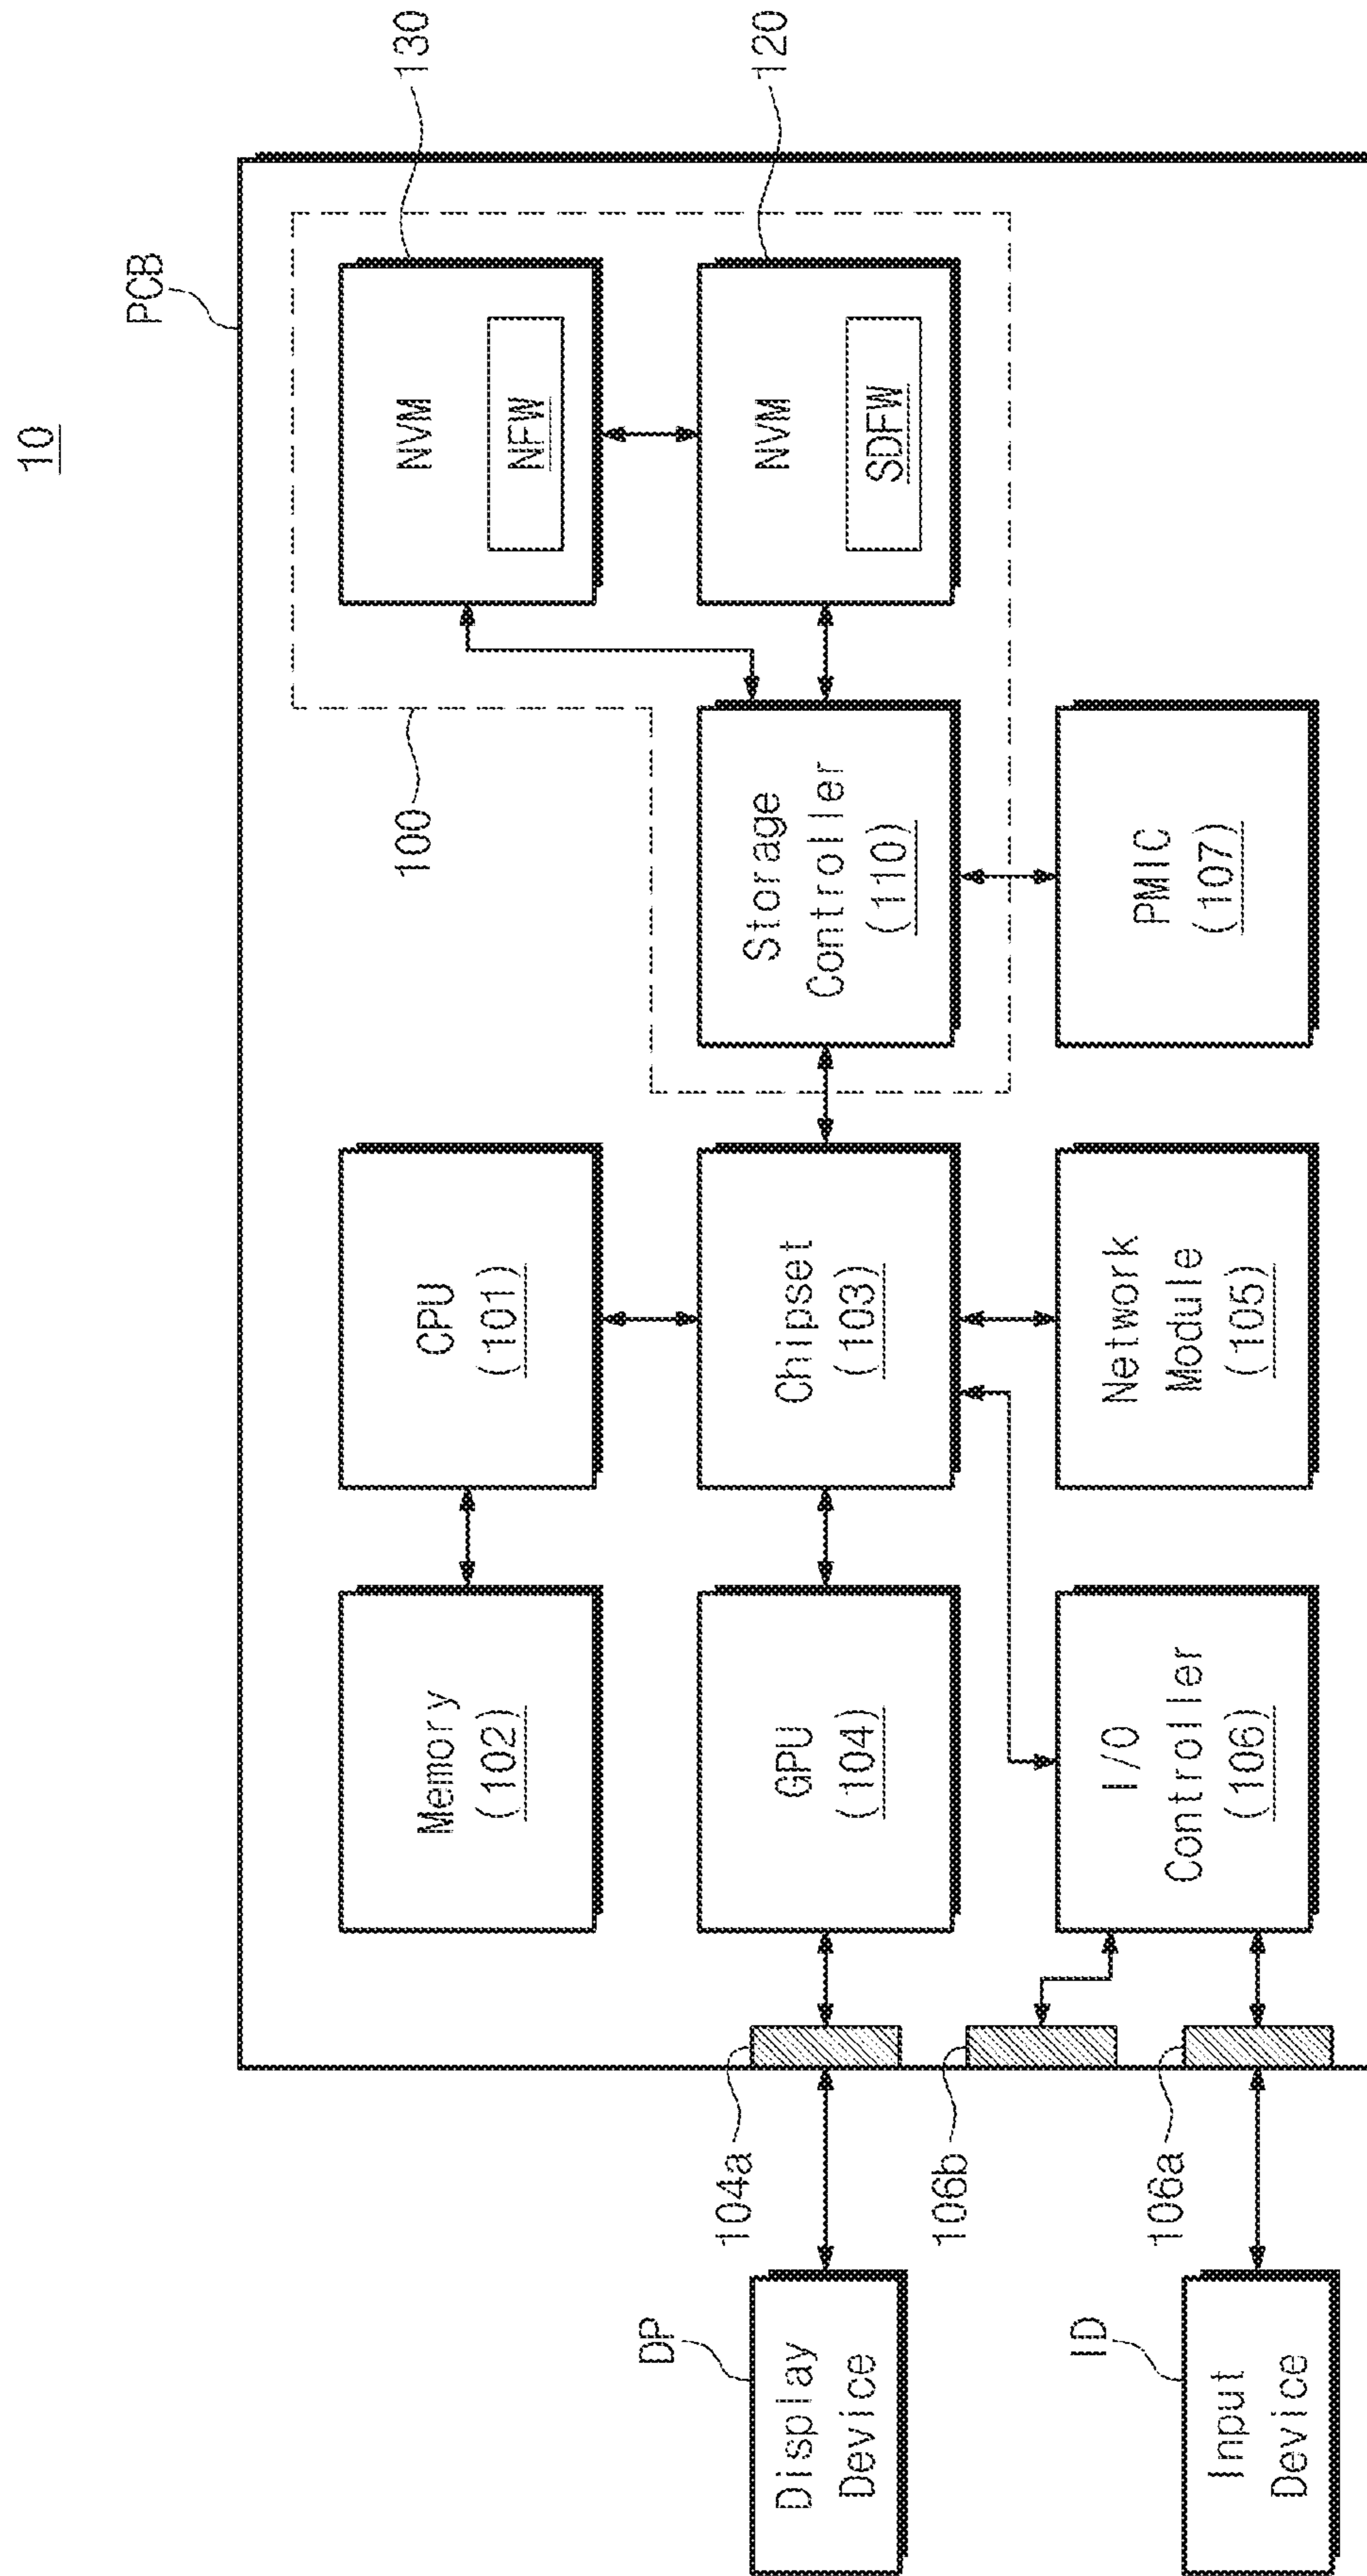 10
PCB
130
120
100
NVM
NFW
NVM
SDFW
Storage
Controller
(110)
PMIC
(107)
CPU
(101)
Chipset
(103)
Network
Module
(105)
Memory
(102)
GPU
(104)
I/O
Controller
(106)
104a
106b
106a
DP
Display
Device
ID
Input
Device